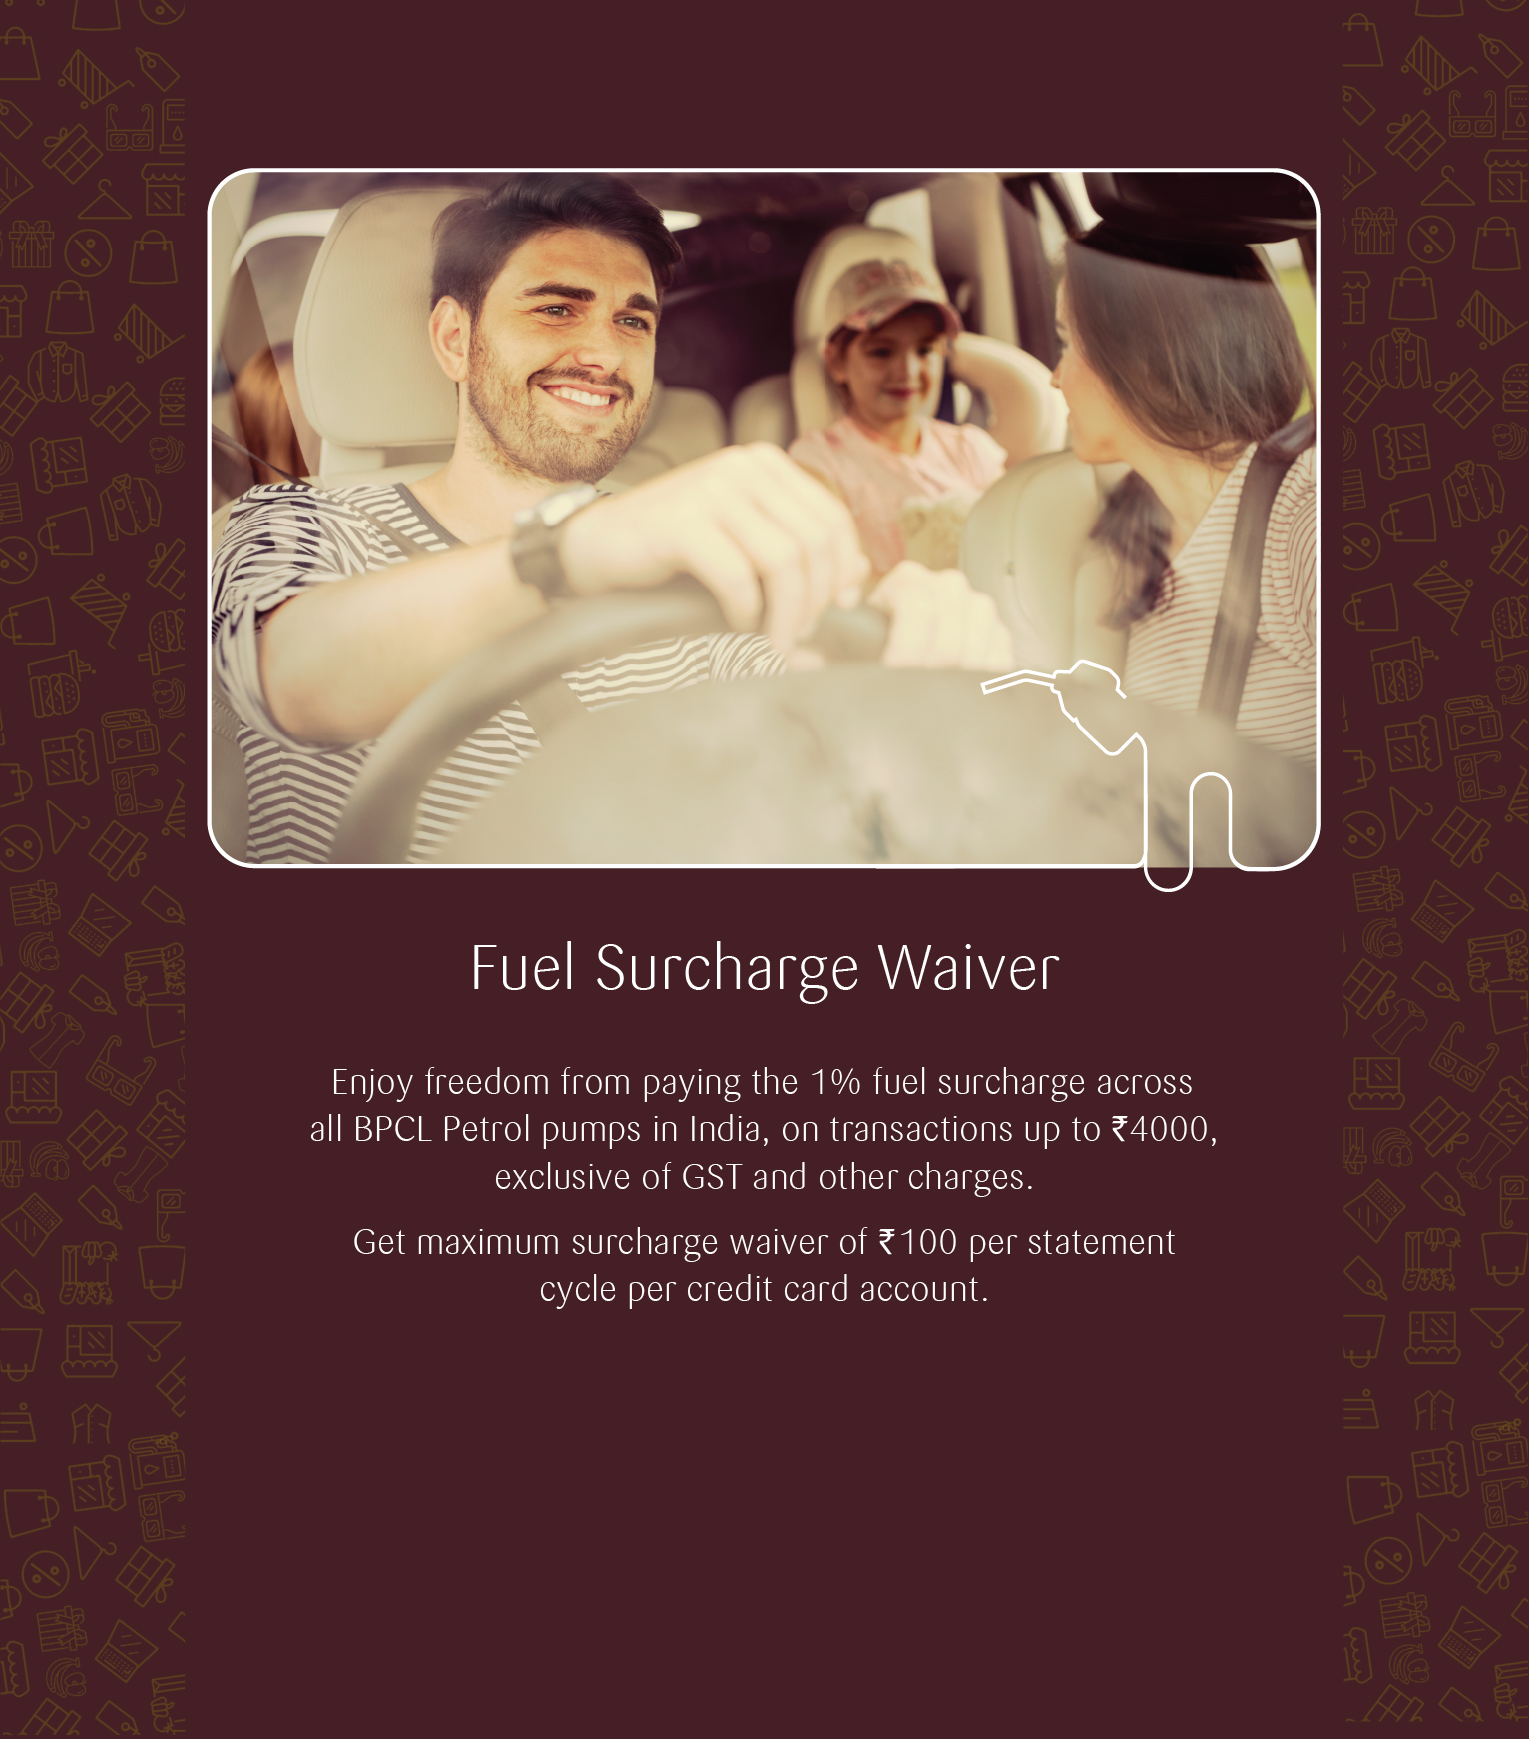 Fuel Surcharge Waiver
Enjoy freedom from paying the 1% fuel surcharge across
all BPCL Petrol pumps in India, on transactions up to ₹4000,
exclusive of GST and other charges.
Get maximum surcharge waiver of ₹100 per statement
cycle per credit card account.